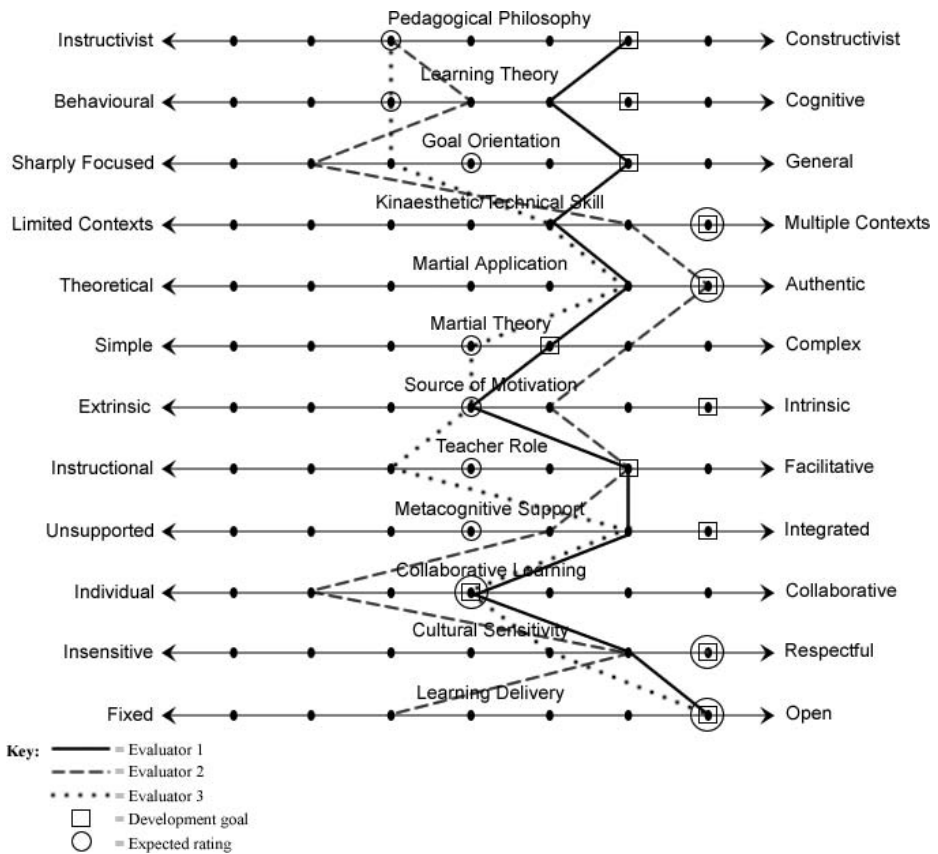 Pedagogical Philosophy
Instructivist Constructivist
Learning Theory
Behavioural Cognitive
Goal Orientation
Sharply Focused General
Kinaesthetic/Technical Skill
Limited Contexts Multiple Contexts
Martial Application
Theoretical Authentic
Martial Theory
Simple Complex
Source of Motivation
Extrinsic Intrinsic
Teacher Role
Instructional Facilitative
Metacognitive Support
Unsupported Integrated
Collaborative Learning
Individual Collaborative
Cultural Sensitivity
Insensitive Respectful
Learning Delivery
Fixed Open
Key: = Evaluator 1
= Evaluator 2
= Evaluator 3
= Development goal
= Expected rating